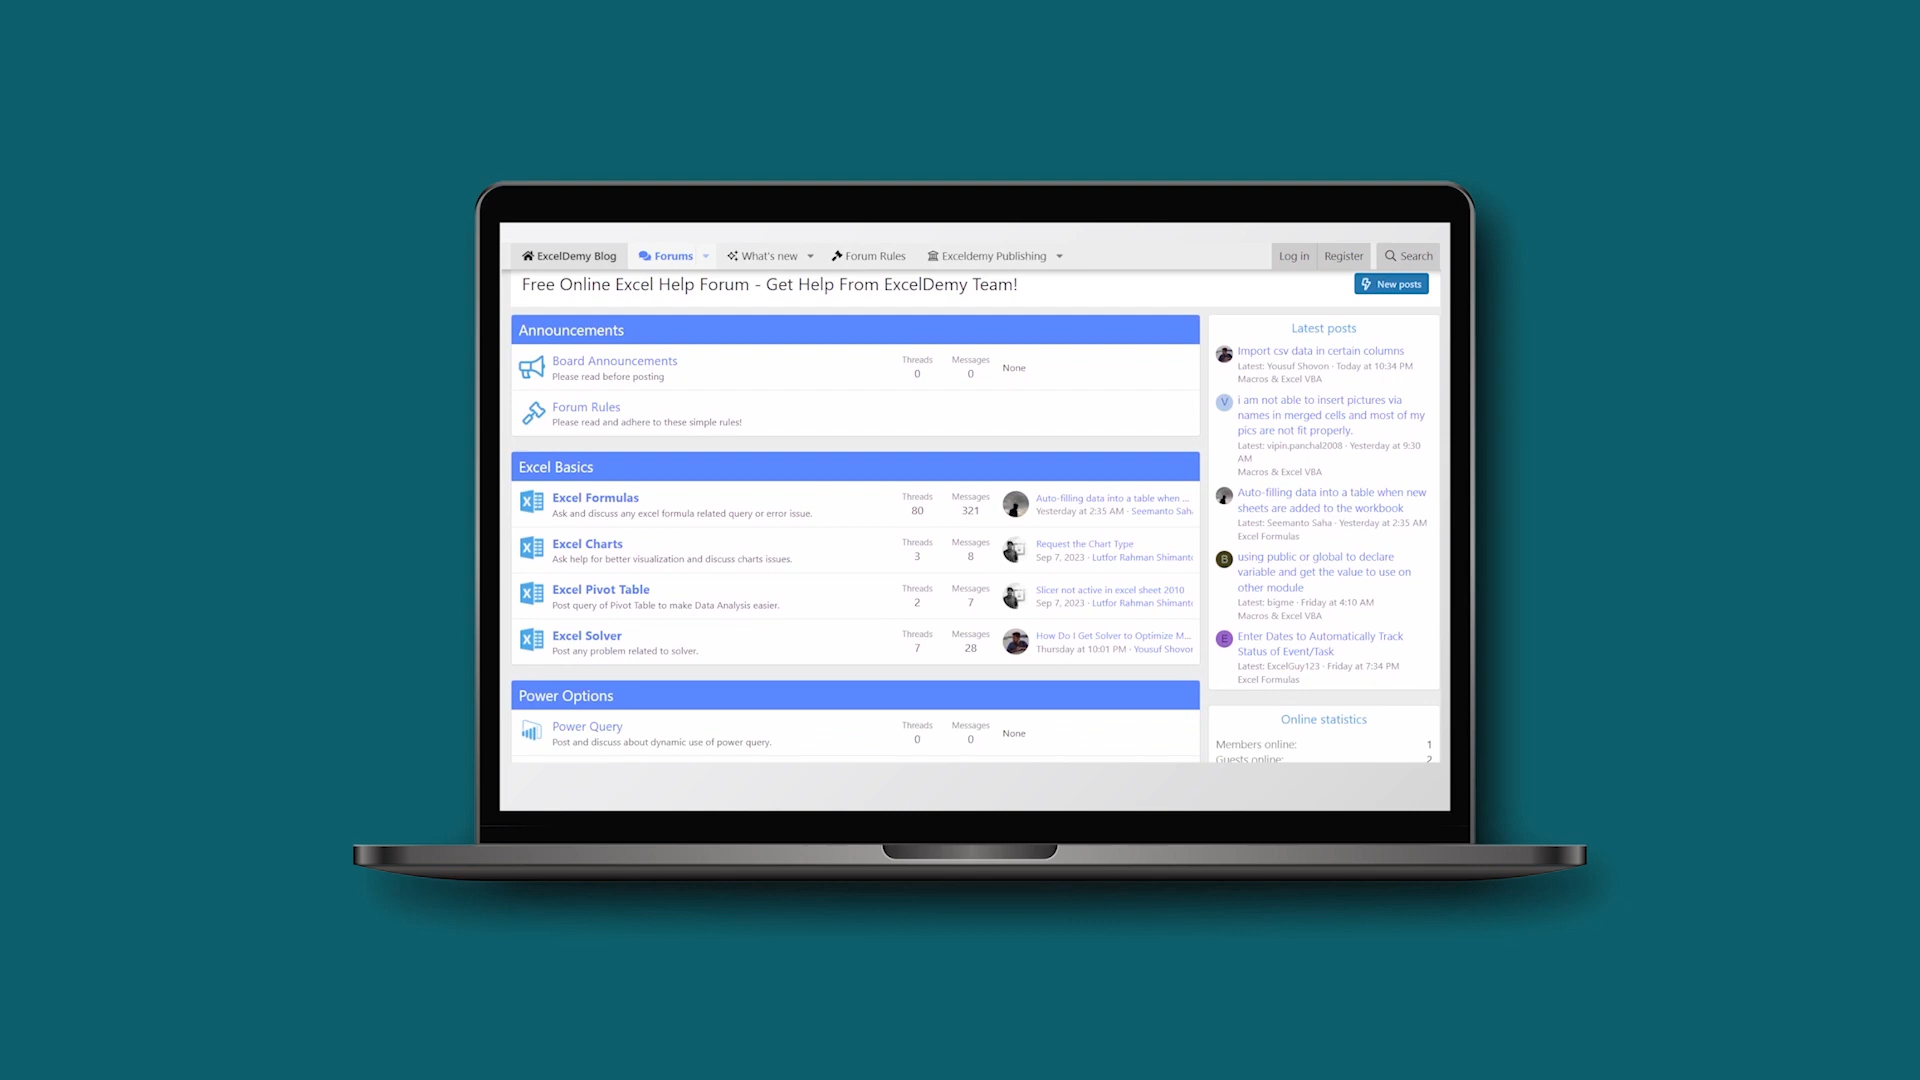 ExcelDemy Blog
Forums
What's new
Forum Rules
Exceldemy Publishing
Log in
Register
Search
Free Online Excel Help Forum - Get Help From ExcelDemy Team!
New posts
Announcements
Board Announcements
Please read before posting
Threads
0
Messages
0
None
Forum Rules
Please read and adhere to these simple rules!
Excel Basics
Excel Formulas
Ask and discuss any excel formula related query or error issue.
Threads
80
Messages
321
Auto-filling data into a table when ...
Yesterday at 2:35 AM · Seemanto Sah
Excel Charts
Ask help for better visualization and discuss charts issues.
Threads
3
Messages
8
Request the Chart Type
Sep 7, 2023 · Lutfor Rahman Shimanto
Excel Pivot Table
Post query of Pivot Table to make Data Analysis easier.
Threads
2
Messages
7
Slicer not active in excel sheet 2010
Sep 7, 2023 · Lutfor Rahman Shimanto
Excel Solver
Post any problem related to solver.
Threads
7
Messages
28
How Do I Get Solver to Optimize M...
Thursday at 10:01 PM · Yousuf Shovon
Power Options
Power Query
Post and discuss about dynamic use of power query.
Threads
0
Messages
0
None
Latest posts
Import csv data in certain columns
Latest: Yousuf Shovon · Today at 10:34 PM
Macros & Excel VBA
V
i am not able to insert pictures via
names in merged cells and most of my
pics are not fit properly.
Latest: vipin.panchal2008 · Yesterday at 9:30
AM
Macros & Excel VBA
Auto-filling data into a table when new
sheets are added to the workbook
Latest: Seemanto Saha · Yesterday at 2:35 AM
Excel Formulas
B
using public or global to declare
variable and get the value to use on
other module
Latest: bigme · Friday at 4:10 AM
Macros & Excel VBA
E
Enter Dates to Automatically Track
Status of Event/Task
Latest: ExcelGuy123 · Friday at 7:34 PM
Excel Formulas
Online statistics
Members online: 1
Guests online: 2